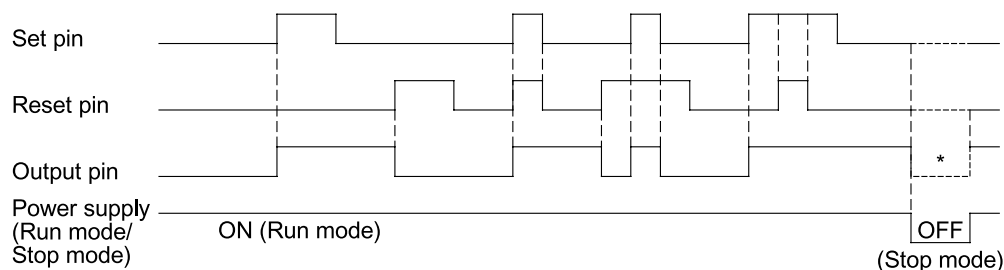 Set pin
Reset pin
Output pin
*
Power supply
(Run mode/
Stop mode)
ON (Run mode)
OFF
(Stop mode)